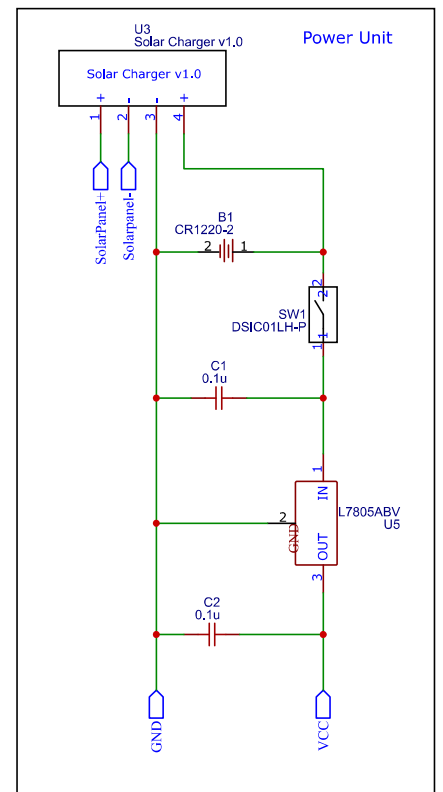 Power Unit
U3
Solar Charger v1.0
Solar Charger v1.0
+ - - +
1 2 3 4
SolarPanel+
Solarpanel-
B1
CR1220-2
2 1
2
2
SW1
DSIC01LH-P
1
1
C1
0.1u
1
IN
L7805ABV
U5
2
GND
OUT
3
C2
0.1u
GND
VCC